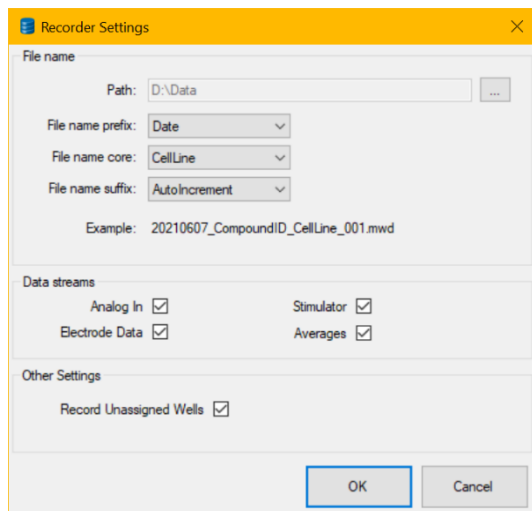 Recorder Settings
File name
Path: D:\Data ...
File name prefix: Date
File name core: CellLine
File name suffix: AutoIncrement
Example: 20210607_CompoundID_CellLine_001.mwd
Data streams
Analog In Stimulator
Electrode Data Averages
Other Settings
Record Unassigned Wells
OK Cancel